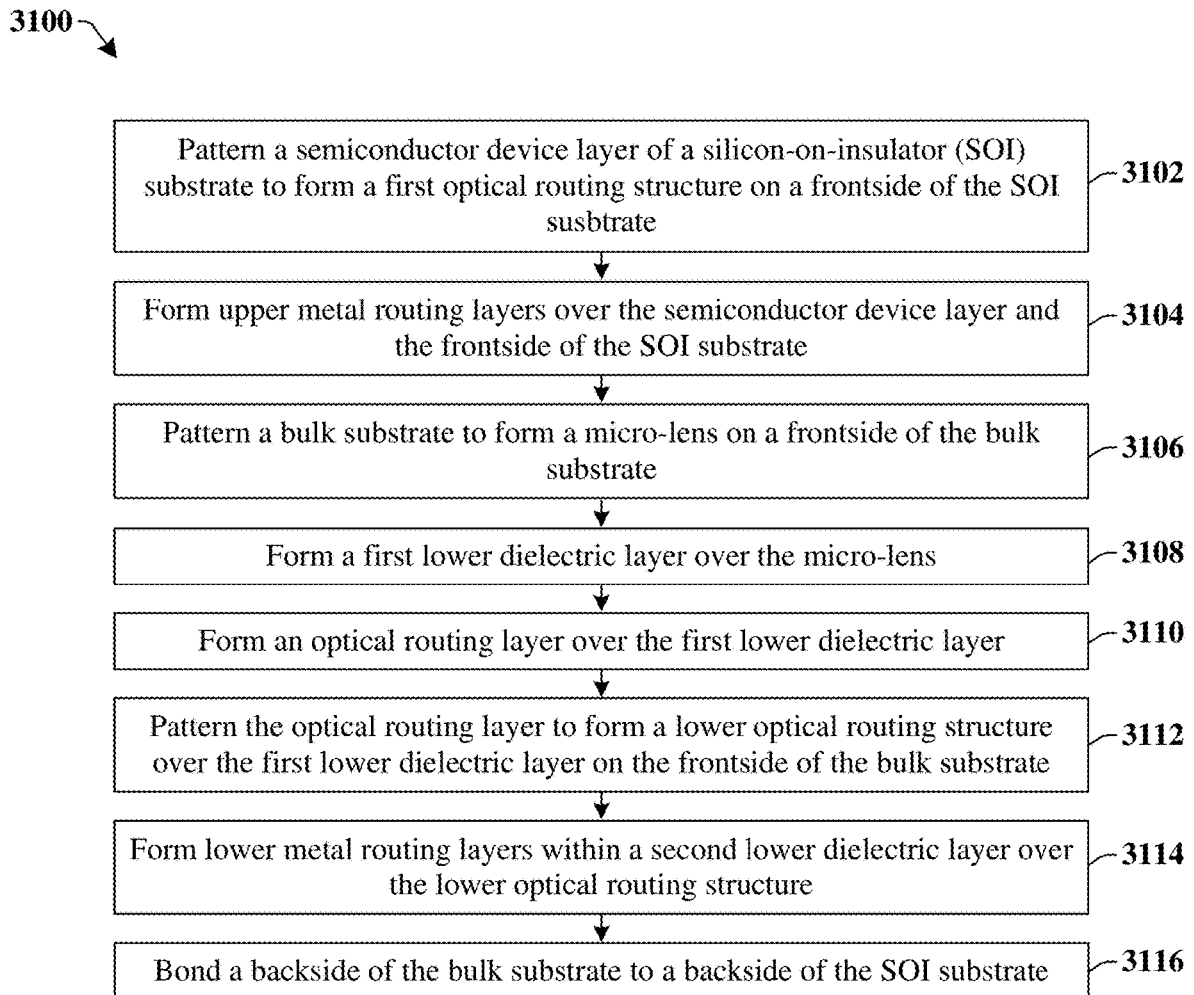 3100
Pattern a semiconductor device layer of a silicon-on-insulator (SOI)
substrate to form a first optical routing structure on a frontside of the SOI
susbtrate
3102
Form upper metal routing layers over the semiconductor device layer and
the frontside of the SOI substrate
3104
Pattern a bulk substrate to form a micro-lens on a frontside of the bulk
substrate
3106
Form a first lower dielectric layer over the micro-lens
3108
Form an optical routing layer over the first lower dielectric layer
3110
Pattern the optical routing layer to form a lower optical routing structure
over the first lower dielectric layer on the frontside of the bulk substrate
3112
Form lower metal routing layers within a second lower dielectric layer over
the lower optical routing structure
3114
Bond a backside of the bulk substrate to a backside of the SOI substrate
3116